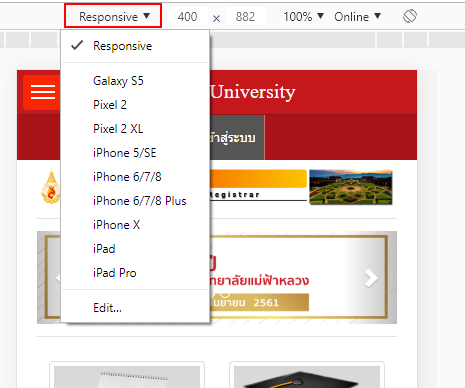 Responsive ▼ 400 × 882 100% ▼ Online ▼
✓ Responsive
Galaxy S5
Pixel 2
Pixel 2 XL
iPhone 5/SE
iPhone 6/7/8
iPhone 6/7/8 Plus
iPhone X
iPad
iPad Pro
Edit...
University
สู่ระบบ
Registrar
ปี
ทยาลัยแม่ฟ้าหลวง
2561